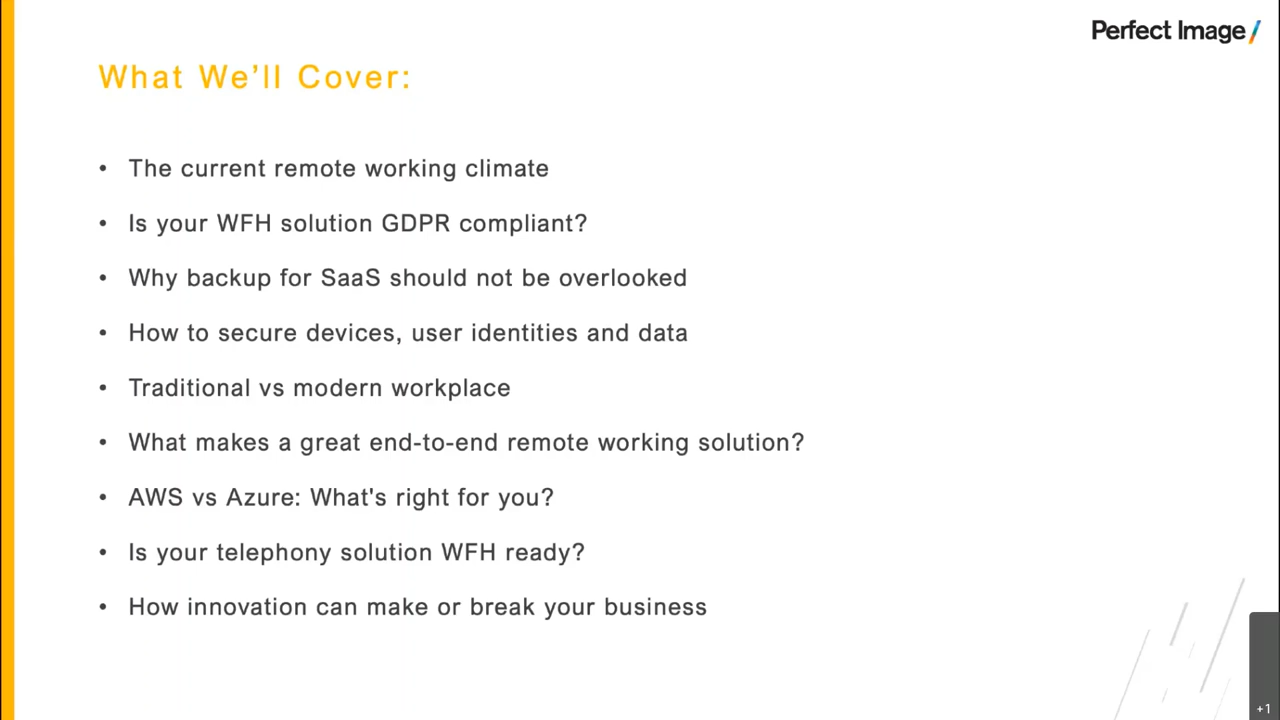 Perfect Image/
What We’ll Cover:
• The current remote working climate
• Is your WFH solution GDPR compliant?
• Why backup for SaaS should not be overlooked
• How to secure devices, user identities and data
• Traditional vs modern workplace
• What makes a great end-to-end remote working solution?
• AWS vs Azure: What's right for you?
• Is your telephony solution WFH ready?
• How innovation can make or break your business
+1